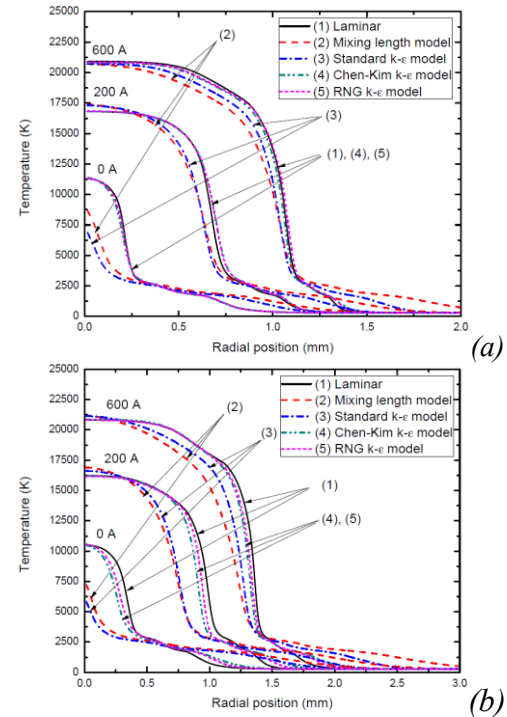 25000
22500
20000
17500
15000
12500
10000
7500
5000
2500
0
Temperature (K)
600 A
200 A
0 A
(2)
(1) Laminar
(2) Mixing length model
(3) Standard k-ε model
(4) Chen-Kim k-ε model
(5) RNG k-ε model
(3)
(1), (4), (5)
0.0 0.5 1.0 1.5 2.0
Radial position (mm)
(a)
25000
22500
20000
17500
15000
12500
10000
7500
5000
2500
0
Temperature (K)
600 A
200 A
0 A
(2)
(3)
(1) Laminar
(2) Mixing length model
(3) Standard k-ε model
(4) Chen-Kim k-ε model
(5) RNG k-ε model
(1)
(4), (5)
0.0 0.5 1.0 1.5 2.0 2.5 3.0
Radial position (mm)
(b)